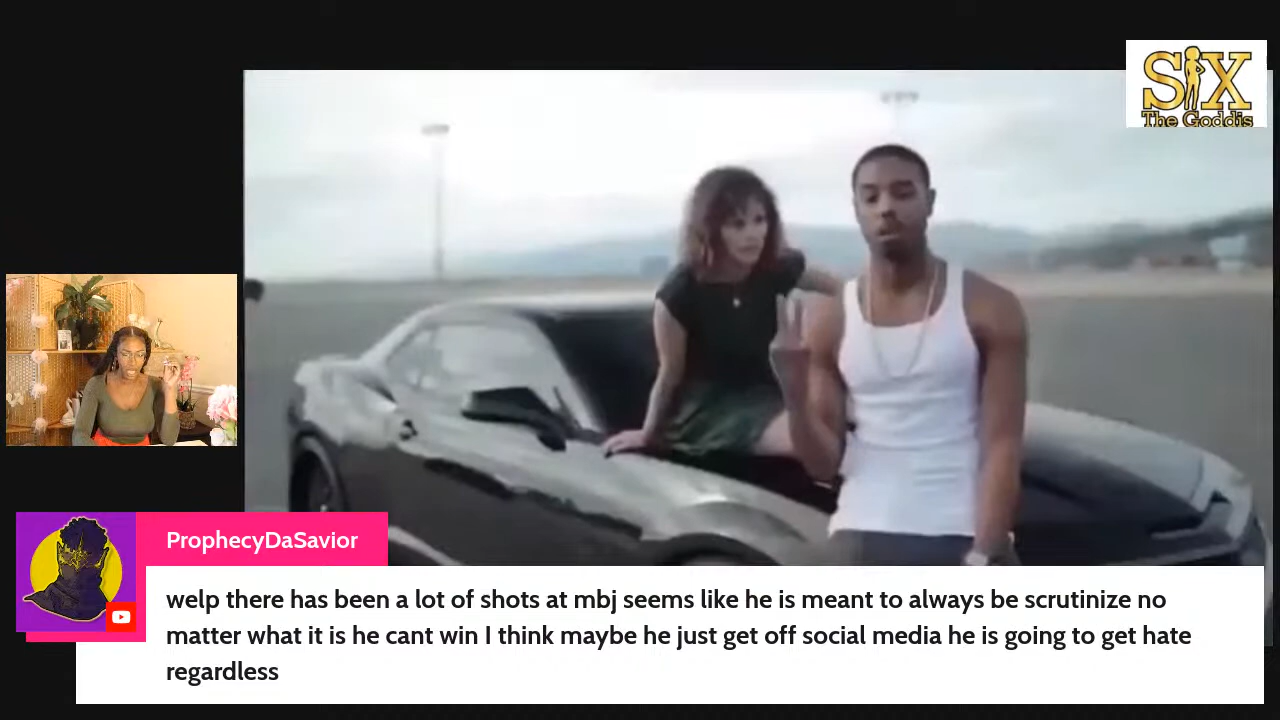 SIX
The Goddis
ProphecyDaSavior
welp there has been a lot of shots at mbj seems like he is meant to always be scrutinize no
matter what it is he cant win I think maybe he just get off social media he is going to get hate
regardless